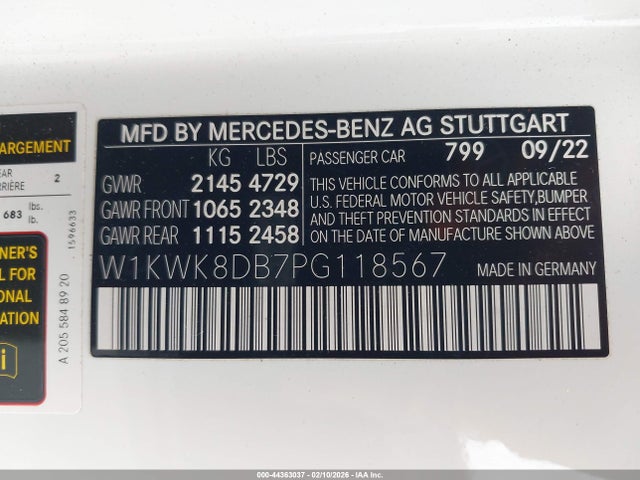 ARGEMENT
2
683 lbs.
lb.
1596633
NER'S
L FOR
ONAL
ATION
i
A 205 584 89 20
MFD BY MERCEDES-BENZ AG STUTTGART
KG LBS
GVWR 2145 4729
GAWR FRONT 1065 2348
GAWR REAR 1115 2458
PASSENGER CAR 799 09/22
THIS VEHICLE CONFORMS TO ALL APPLICABLE
U.S. FEDERAL MOTOR VEHICLE SAFETY,BUMPER
AND THEFT PREVENTION STANDARDS IN EFFECT
ON THE DATE OF MANUFACTURE SHOWN ABOVE
W1KWK8DB7PG118567 MADE IN GERMANY
000-44363037 - 02/10/2026 - IAA Inc.